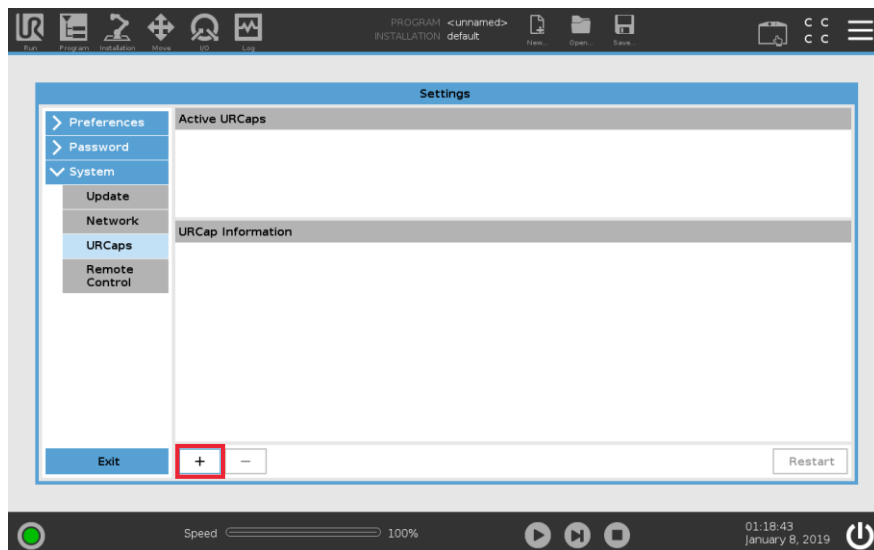 UR
PROGRAM <unnamed>
INSTALLATION default
Run Program Installation Move I/O Log New... Open... Save...
C C
C C
Settings
Preferences
Password
System
Update
Network
URCaps
Remote
Control
Exit
Active URCaps
URCap Information
+ −
Restart
Speed 100%
01:18:43
January 8, 2019